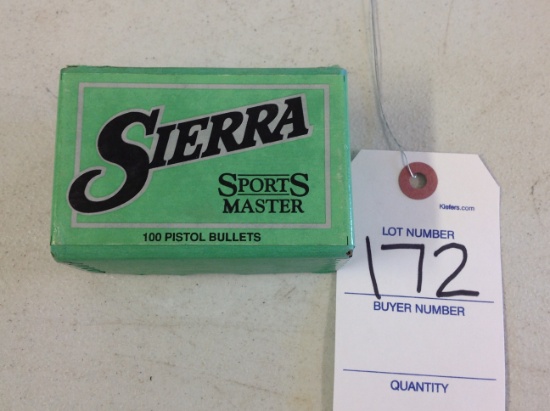 SIERRA
SPORTS
MASTER
100 PISTOL BULLETS
Kiefers.com
LOT NUMBER
172
BUYER NUMBER
QUANTITY